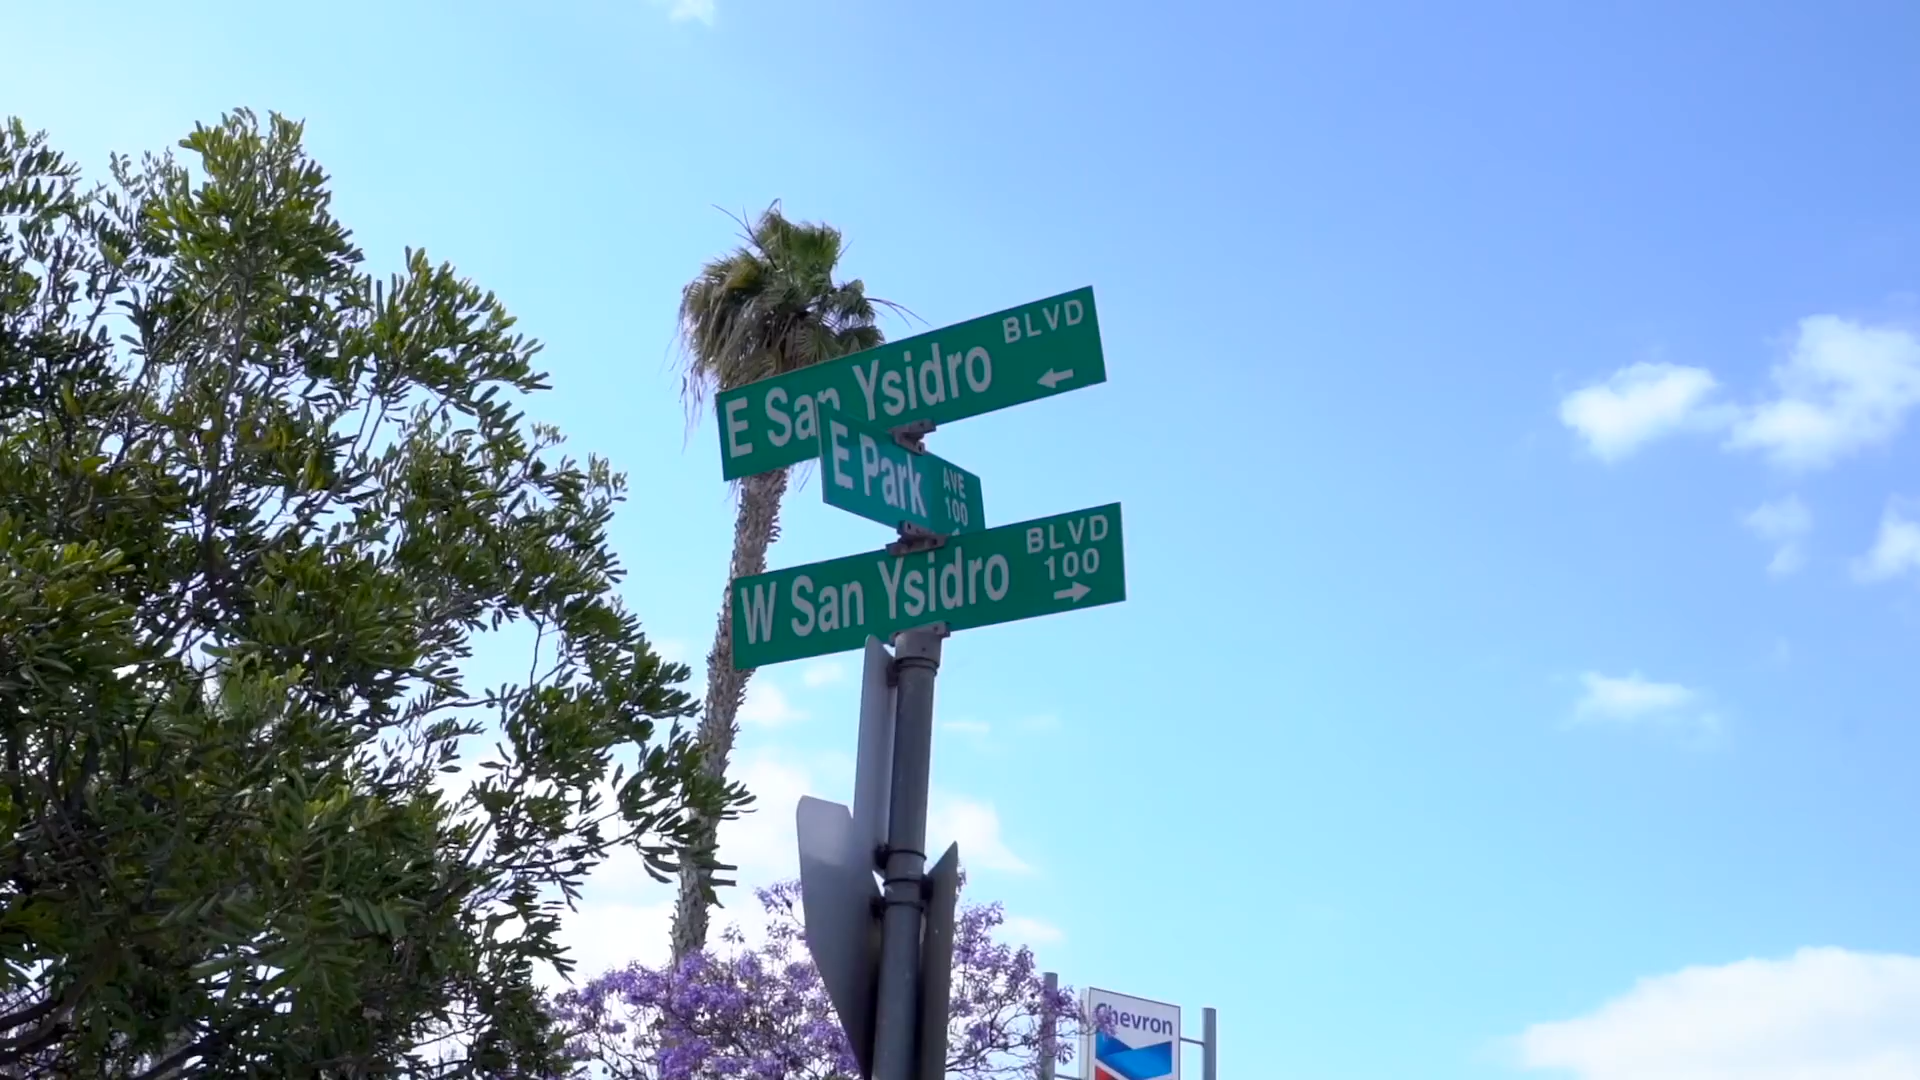 E San Ysidro BLVD
←
E Park AVE
100
W San Ysidro BLVD
100
→
Chevron